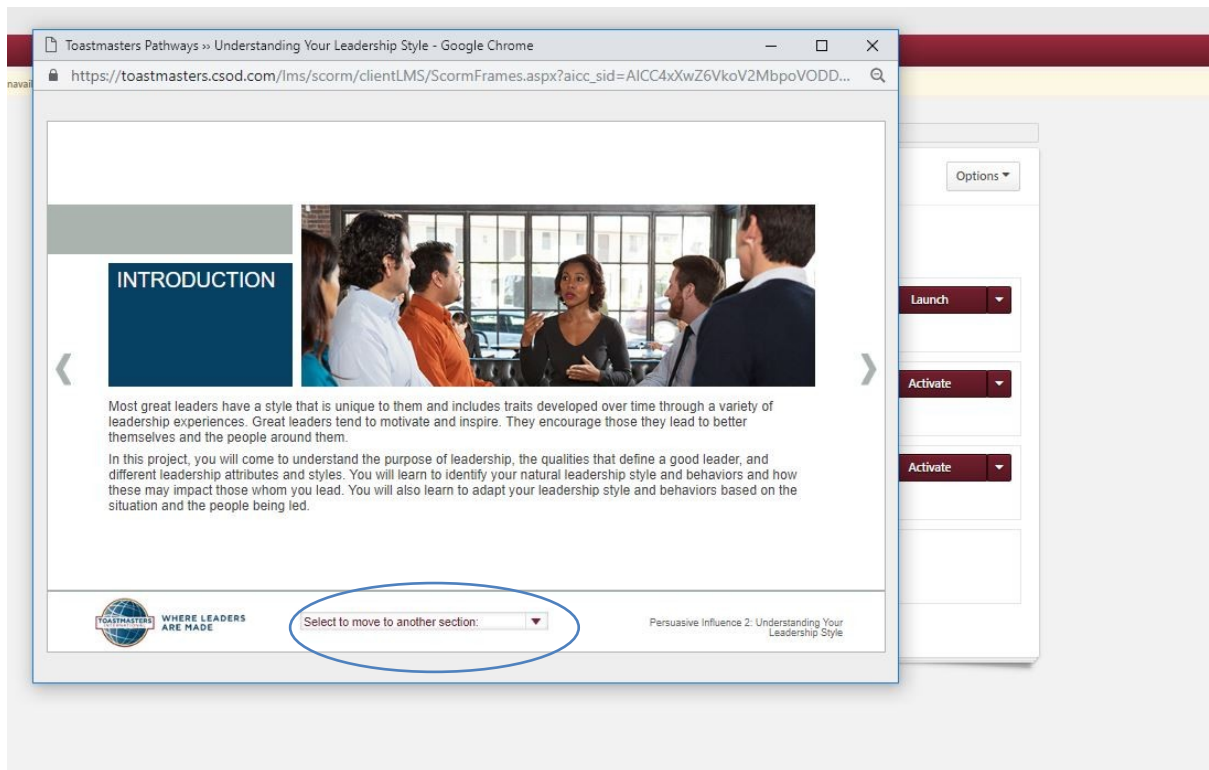 Toastmasters Pathways » Understanding Your Leadership Style - Google Chrome
https://toastmasters.csod.com/lms/scorm/clientLMS/ScormFrames.aspx?aicc_sid=AICC4xXwZ6VkoV2MbpoVODD...
navail
Options
INTRODUCTION
Launch
Activate
Most great leaders have a style that is unique to them and includes traits developed over time through a variety of
leadership experiences. Great leaders tend to motivate and inspire. They encourage those they lead to better
themselves and the people around them.
In this project, you will come to understand the purpose of leadership, the qualities that define a good leader, and
different leadership attributes and styles. You will learn to identify your natural leadership style and behaviors and how
these may impact those whom you lead. You will also learn to adapt your leadership style and behaviors based on the
situation and the people being led.
Activate
TOASTMASTERS
INTERNATIONAL
WHERE LEADERS
ARE MADE
Select to move to another section:
Persuasive Influence 2: Understanding Your
Leadership Style